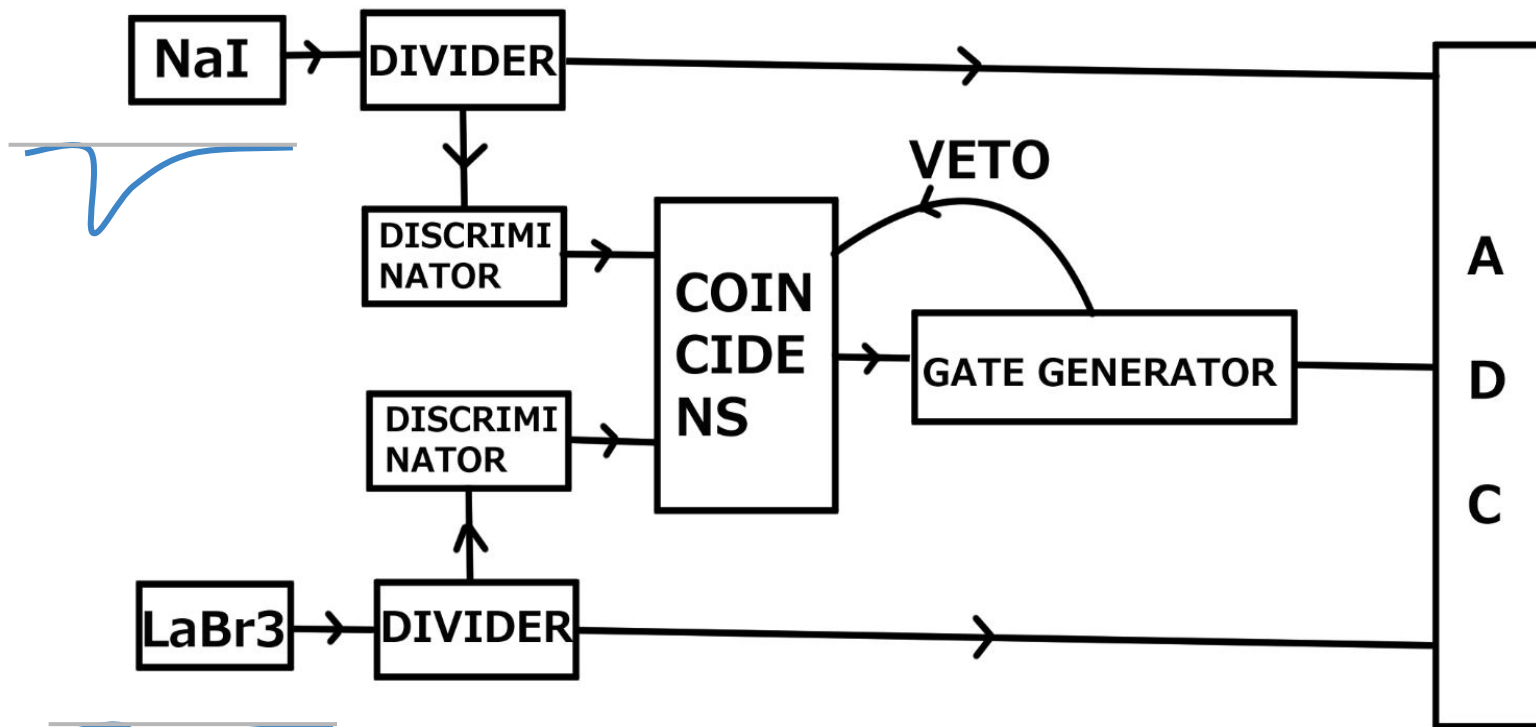 NaI
DIVIDER
VETO
DISCRIMI
NATOR
COIN
CIDE
NS
GATE GENERATOR
A
D
C
DISCRIMI
NATOR
LaBr3
DIVIDER